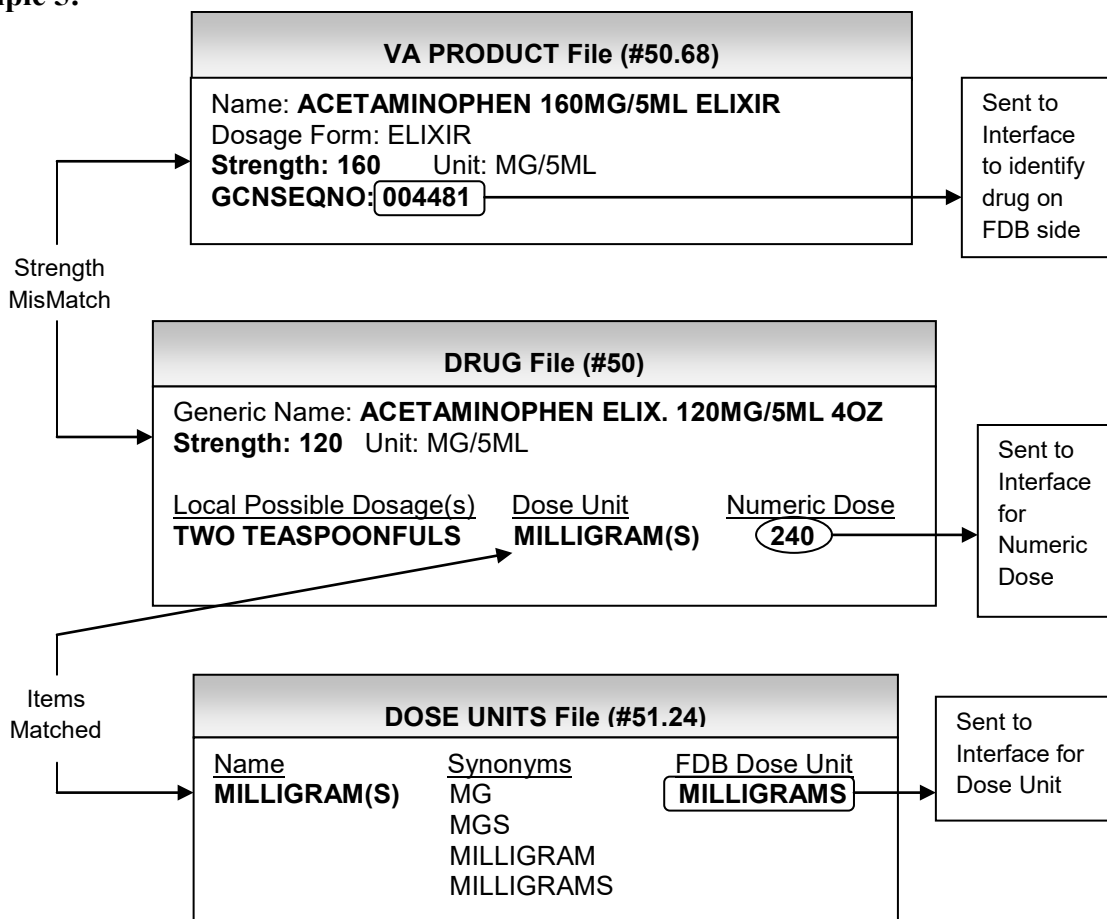 VA PRODUCT File (#50.68)
Name: ACETAMINOPHEN 160MG/5ML ELIXIR
Dosage Form: ELIXIR
Strength: 160 Unit: MG/5ML
GCNSEQNO: 004481
Sent to
Interface
to identify
drug on
FDB side
Strength
MisMatch
DRUG File (#50)
Generic Name: ACETAMINOPHEN ELIX. 120MG/5ML 4OZ
Strength: 120 Unit: MG/5ML
Local Possible Dosage(s) Dose Unit Numeric Dose
TWO TEASPOONFULS MILLIGRAM(S) 240
Sent to
Interface
for
Numeric
Dose
Items
Matched
DOSE UNITS File (#51.24)
Name Synonyms FDB Dose Unit
MILLIGRAM(S) MG MILLIGRAMS
MGS
MILLIGRAM
MILLIGRAMS
Sent to
Interface for
Dose Unit